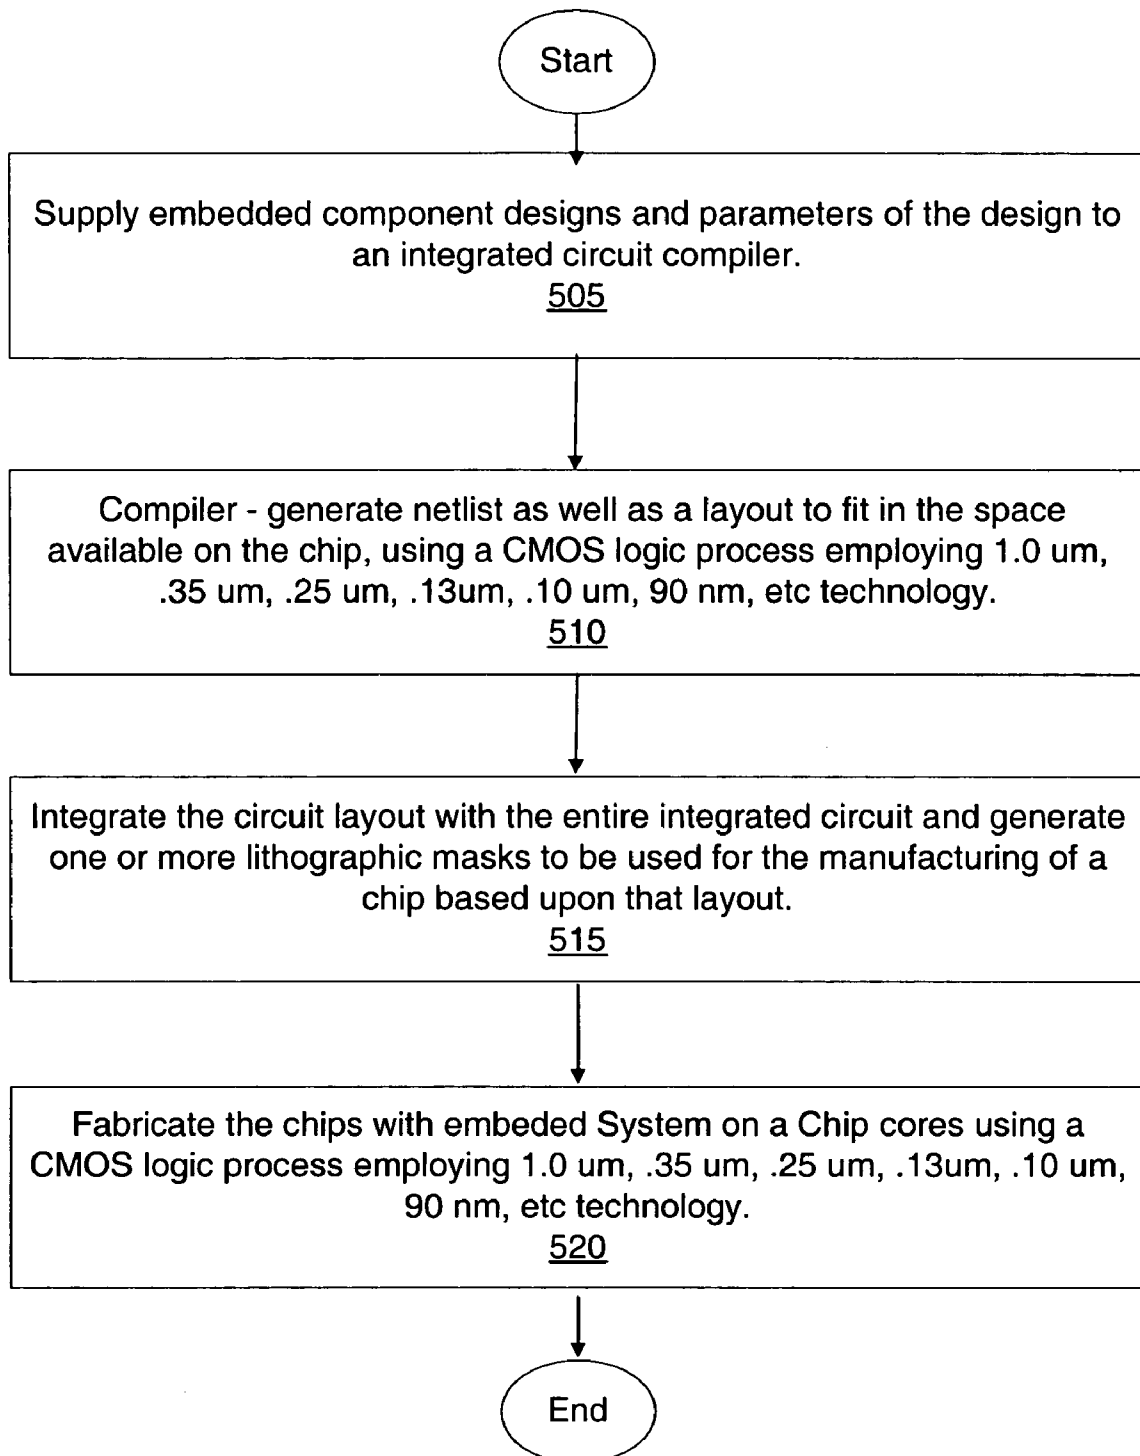 Start
Supply embedded component designs and parameters of the design to
an integrated circuit compiler.
505
Compiler - generate netlist as well as a layout to fit in the space
available on the chip, using a CMOS logic process employing 1.0 um,
.35 um, .25 um, .13um, .10 um, 90 nm, etc technology.
510
Integrate the circuit layout with the entire integrated circuit and generate
one or more lithographic masks to be used for the manufacturing of a
chip based upon that layout.
515
Fabricate the chips with embeded System on a Chip cores using a
CMOS logic process employing 1.0 um, .35 um, .25 um, .13um, .10 um,
90 nm, etc technology.
520
End